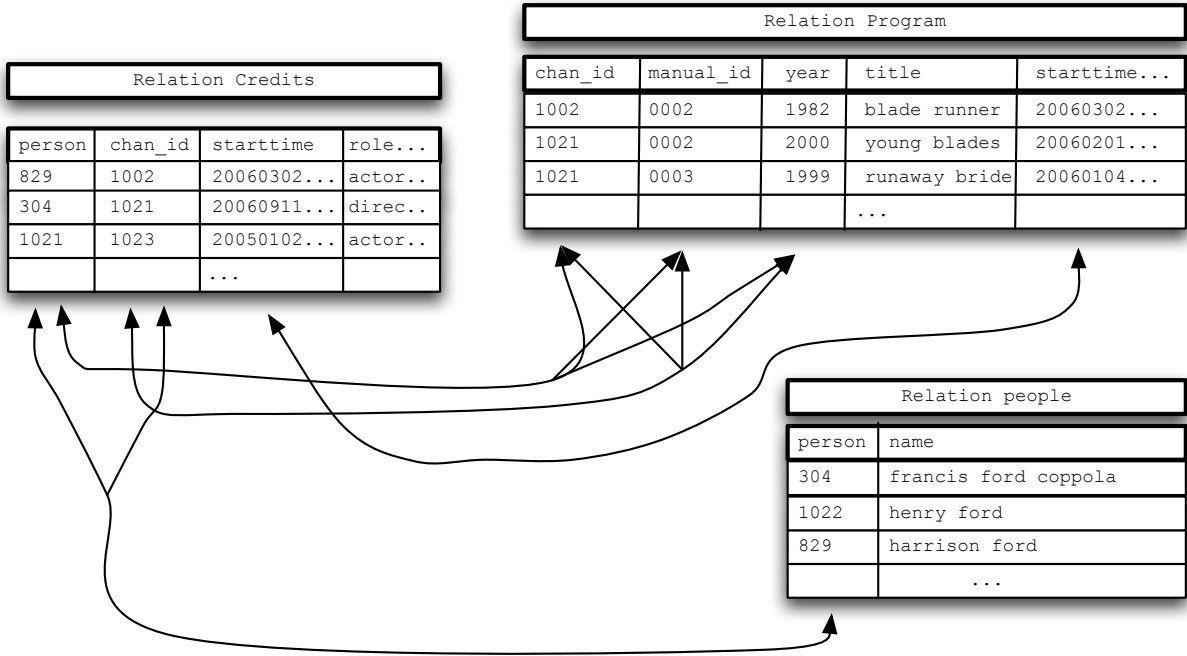 Relation Program
chan_id manual_id year title starttime...
1002 0002 1982 blade runner 20060302...
1021 0002 2000 young blades 20060201...
1021 0003 1999 runaway bride 20060104...
...
Relation Credits
person chan_id starttime role...
829 1002 20060302... actor..
304 1021 20060911... direc..
1021 1023 20050102... actor..
...
Relation people
person name
304 francis ford coppola
1022 henry ford
829 harrison ford
...